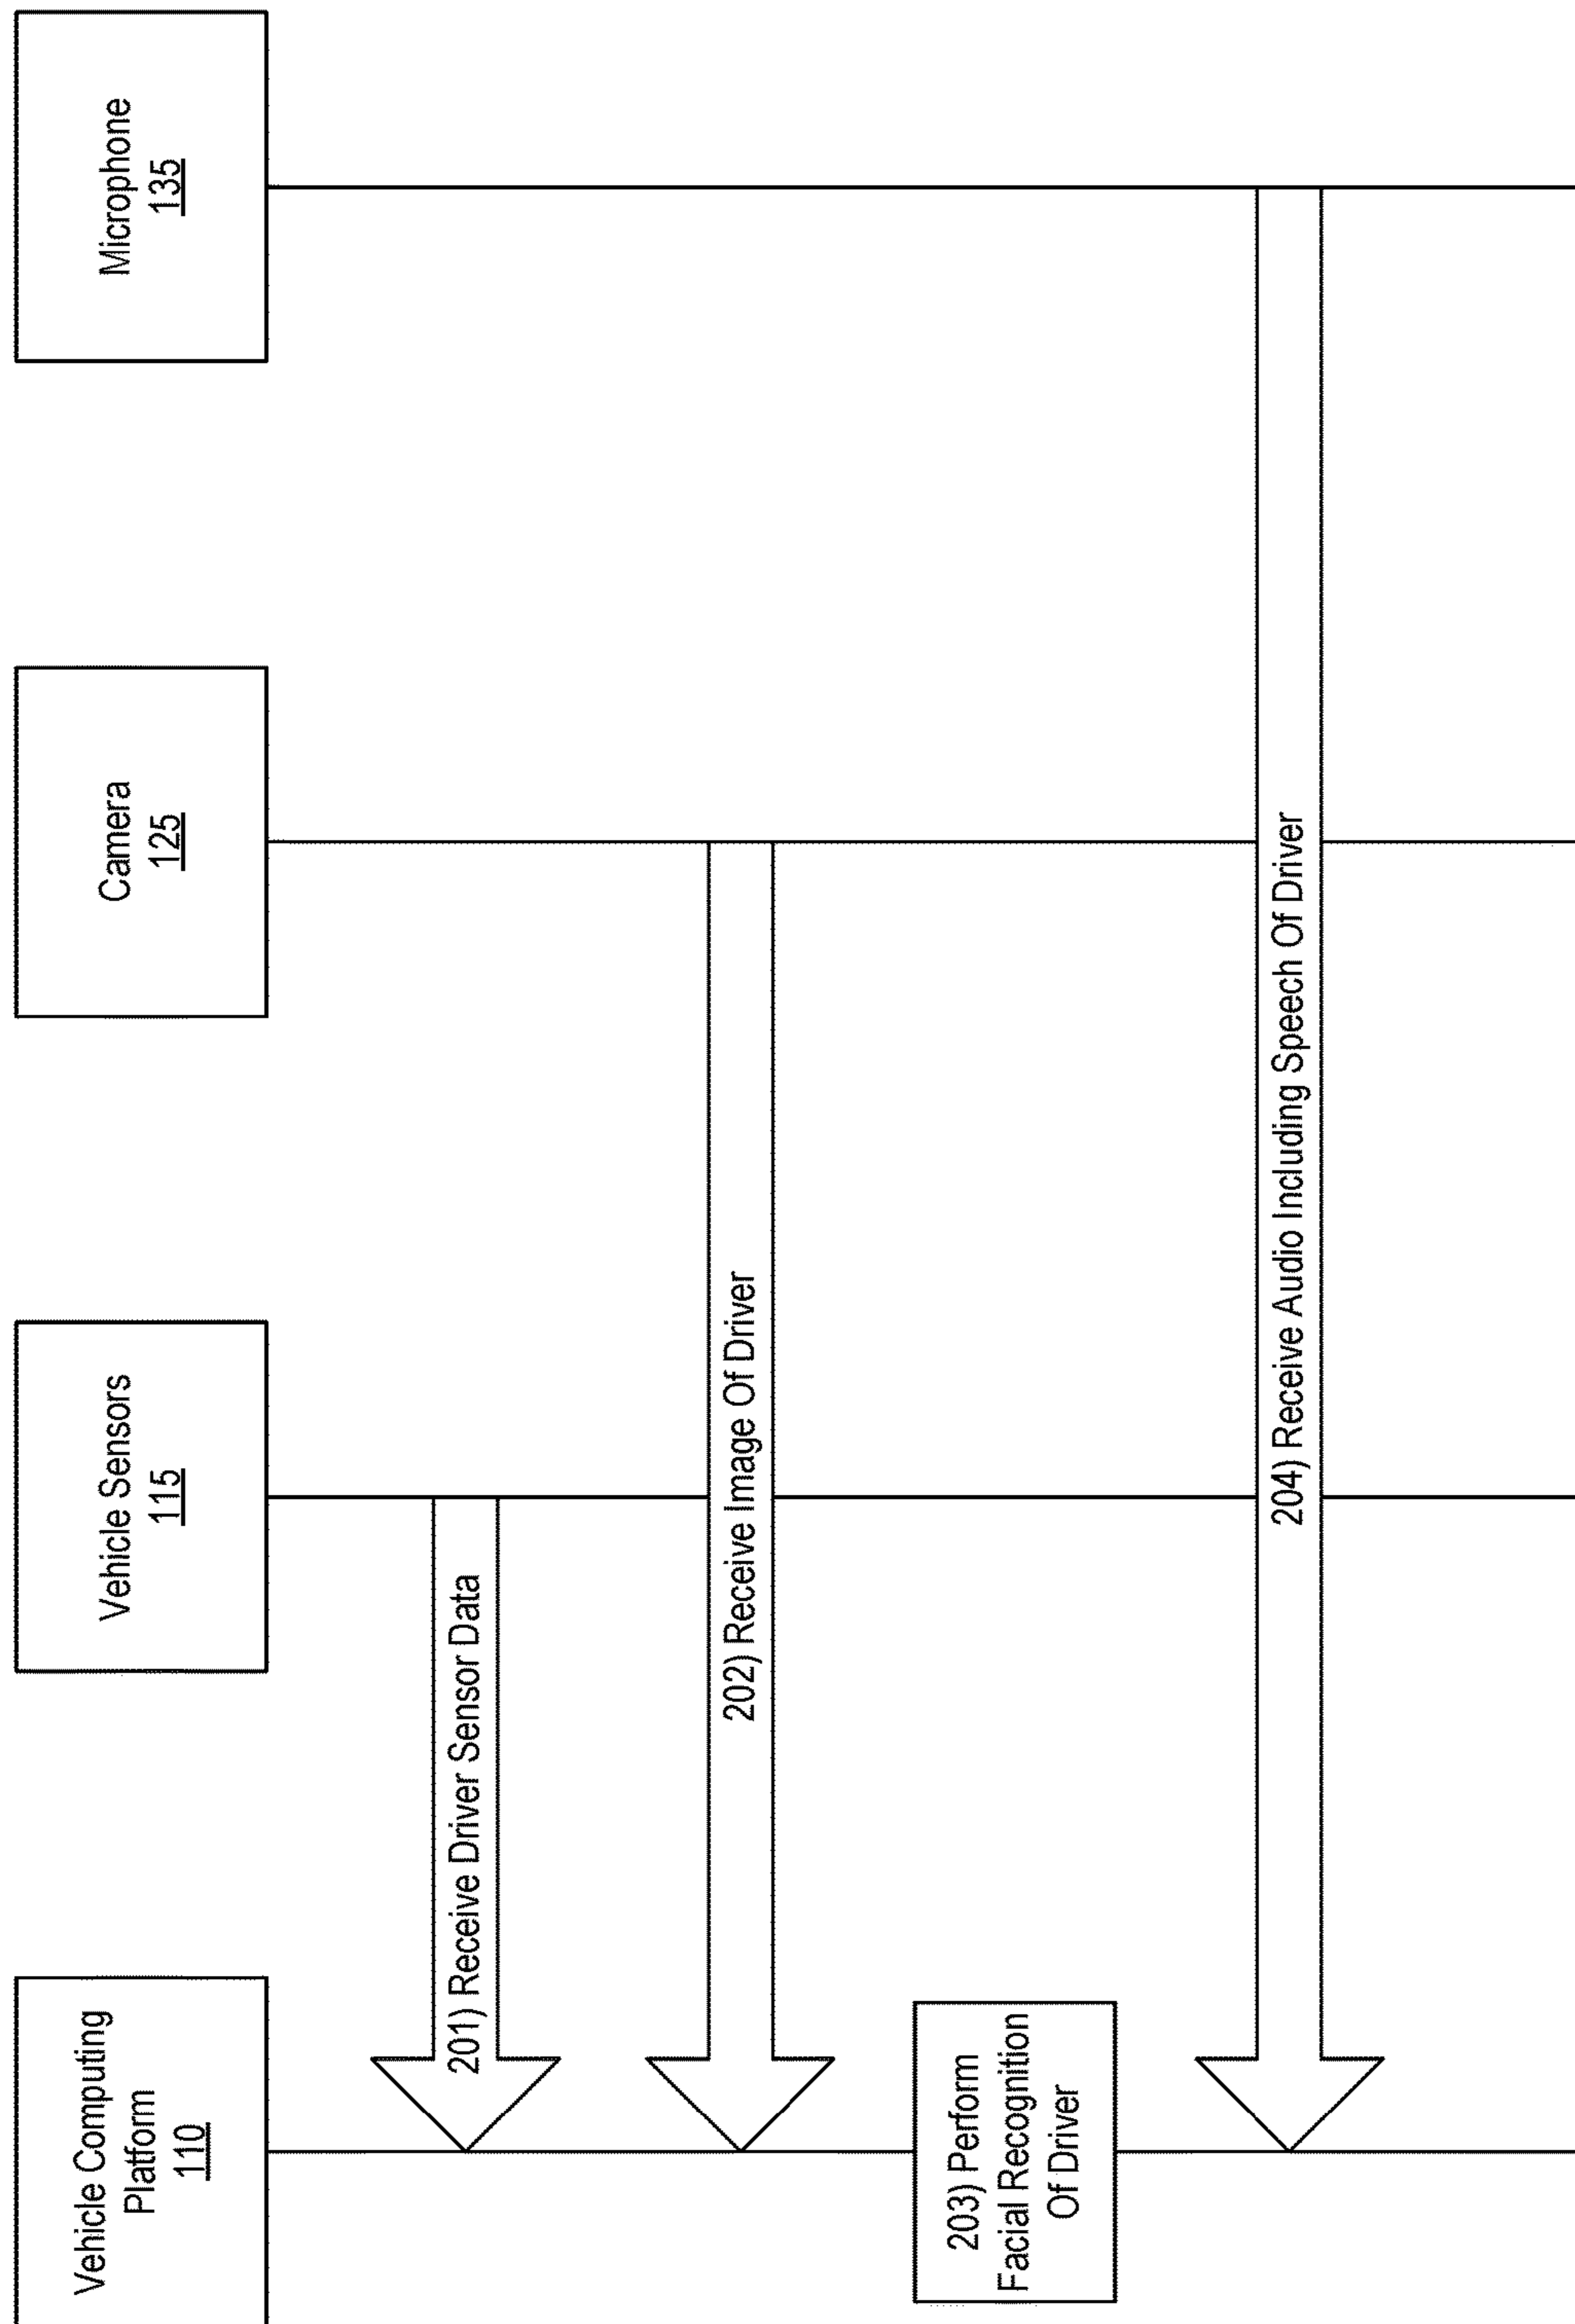 Vehicle Computing
Platform
110
Vehicle Sensors
115
Camera
125
Microphone
135
201) Receive Driver Sensor Data
202) Receive Image Of Driver
203) Perform
Facial Recognition
Of Driver
204) Receive Audio Including Speech Of Driver